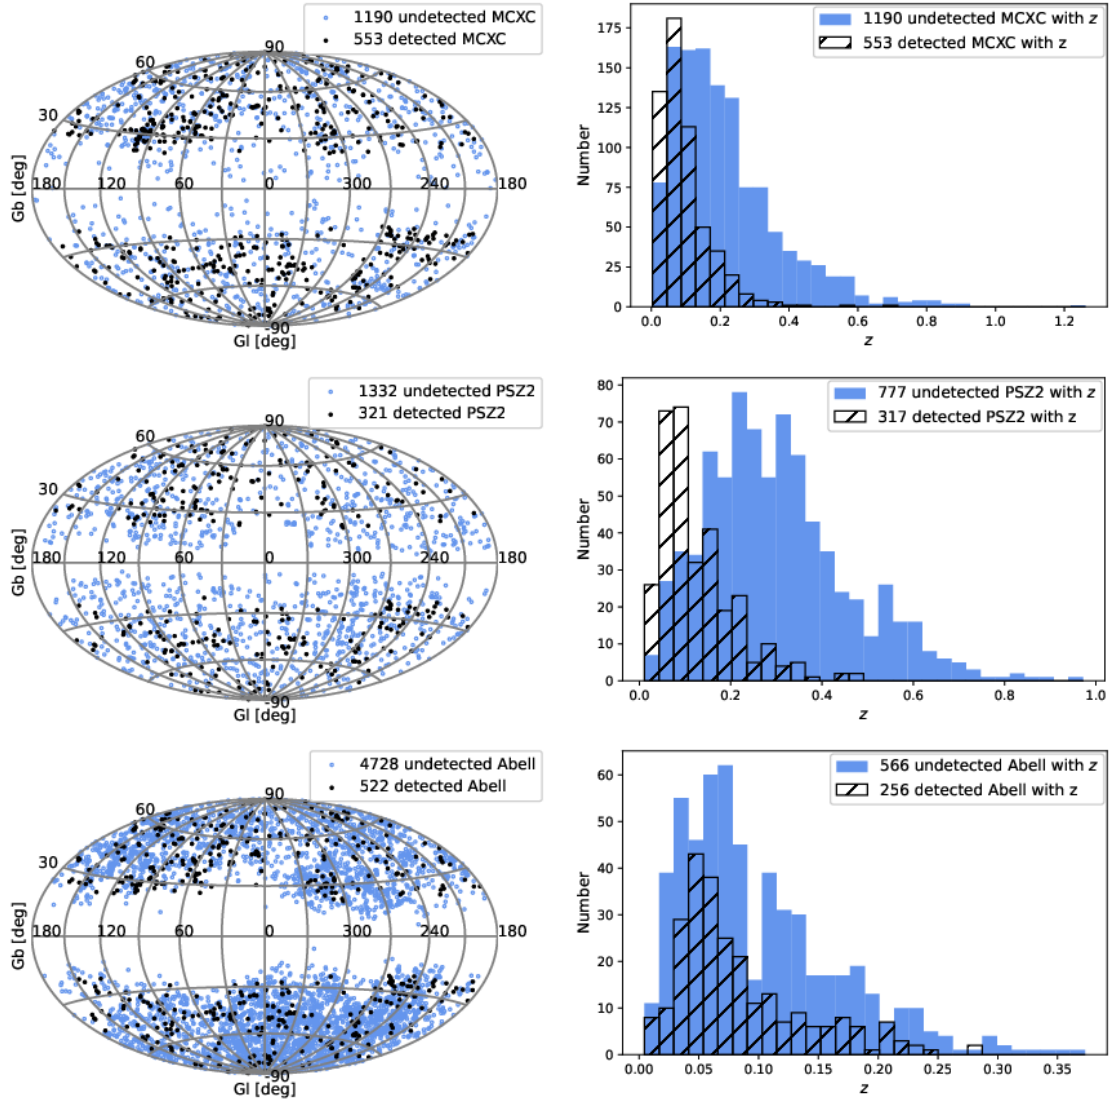 1190 undetected MCXC
553 detected MCXC
90
60
30
Gb [deg]
180 120 60 0 300 240 180
-90
Gl [deg]
1190 undetected MCXC with z
553 detected MCXC with z
175
150
125
100
75
50
25
0
Number
0.0 0.2 0.4 0.6 0.8 1.0 1.2
z
1332 undetected PSZ2
321 detected PSZ2
90
60
30
Gb [deg]
180 120 60 0 300 240 180
-90
Gl [deg]
777 undetected PSZ2 with z
317 detected PSZ2 with z
80
70
60
50
40
30
20
10
0
Number
0.0 0.2 0.4 0.6 0.8 1.0
z
4728 undetected Abell
522 detected Abell
90
60
30
Gb [deg]
180 120 60 0 300 240 180
-90
Gl [deg]
566 undetected Abell with z
256 detected Abell with z
60
50
40
30
20
10
0
Number
0.00 0.05 0.10 0.15 0.20 0.25 0.30 0.35
z